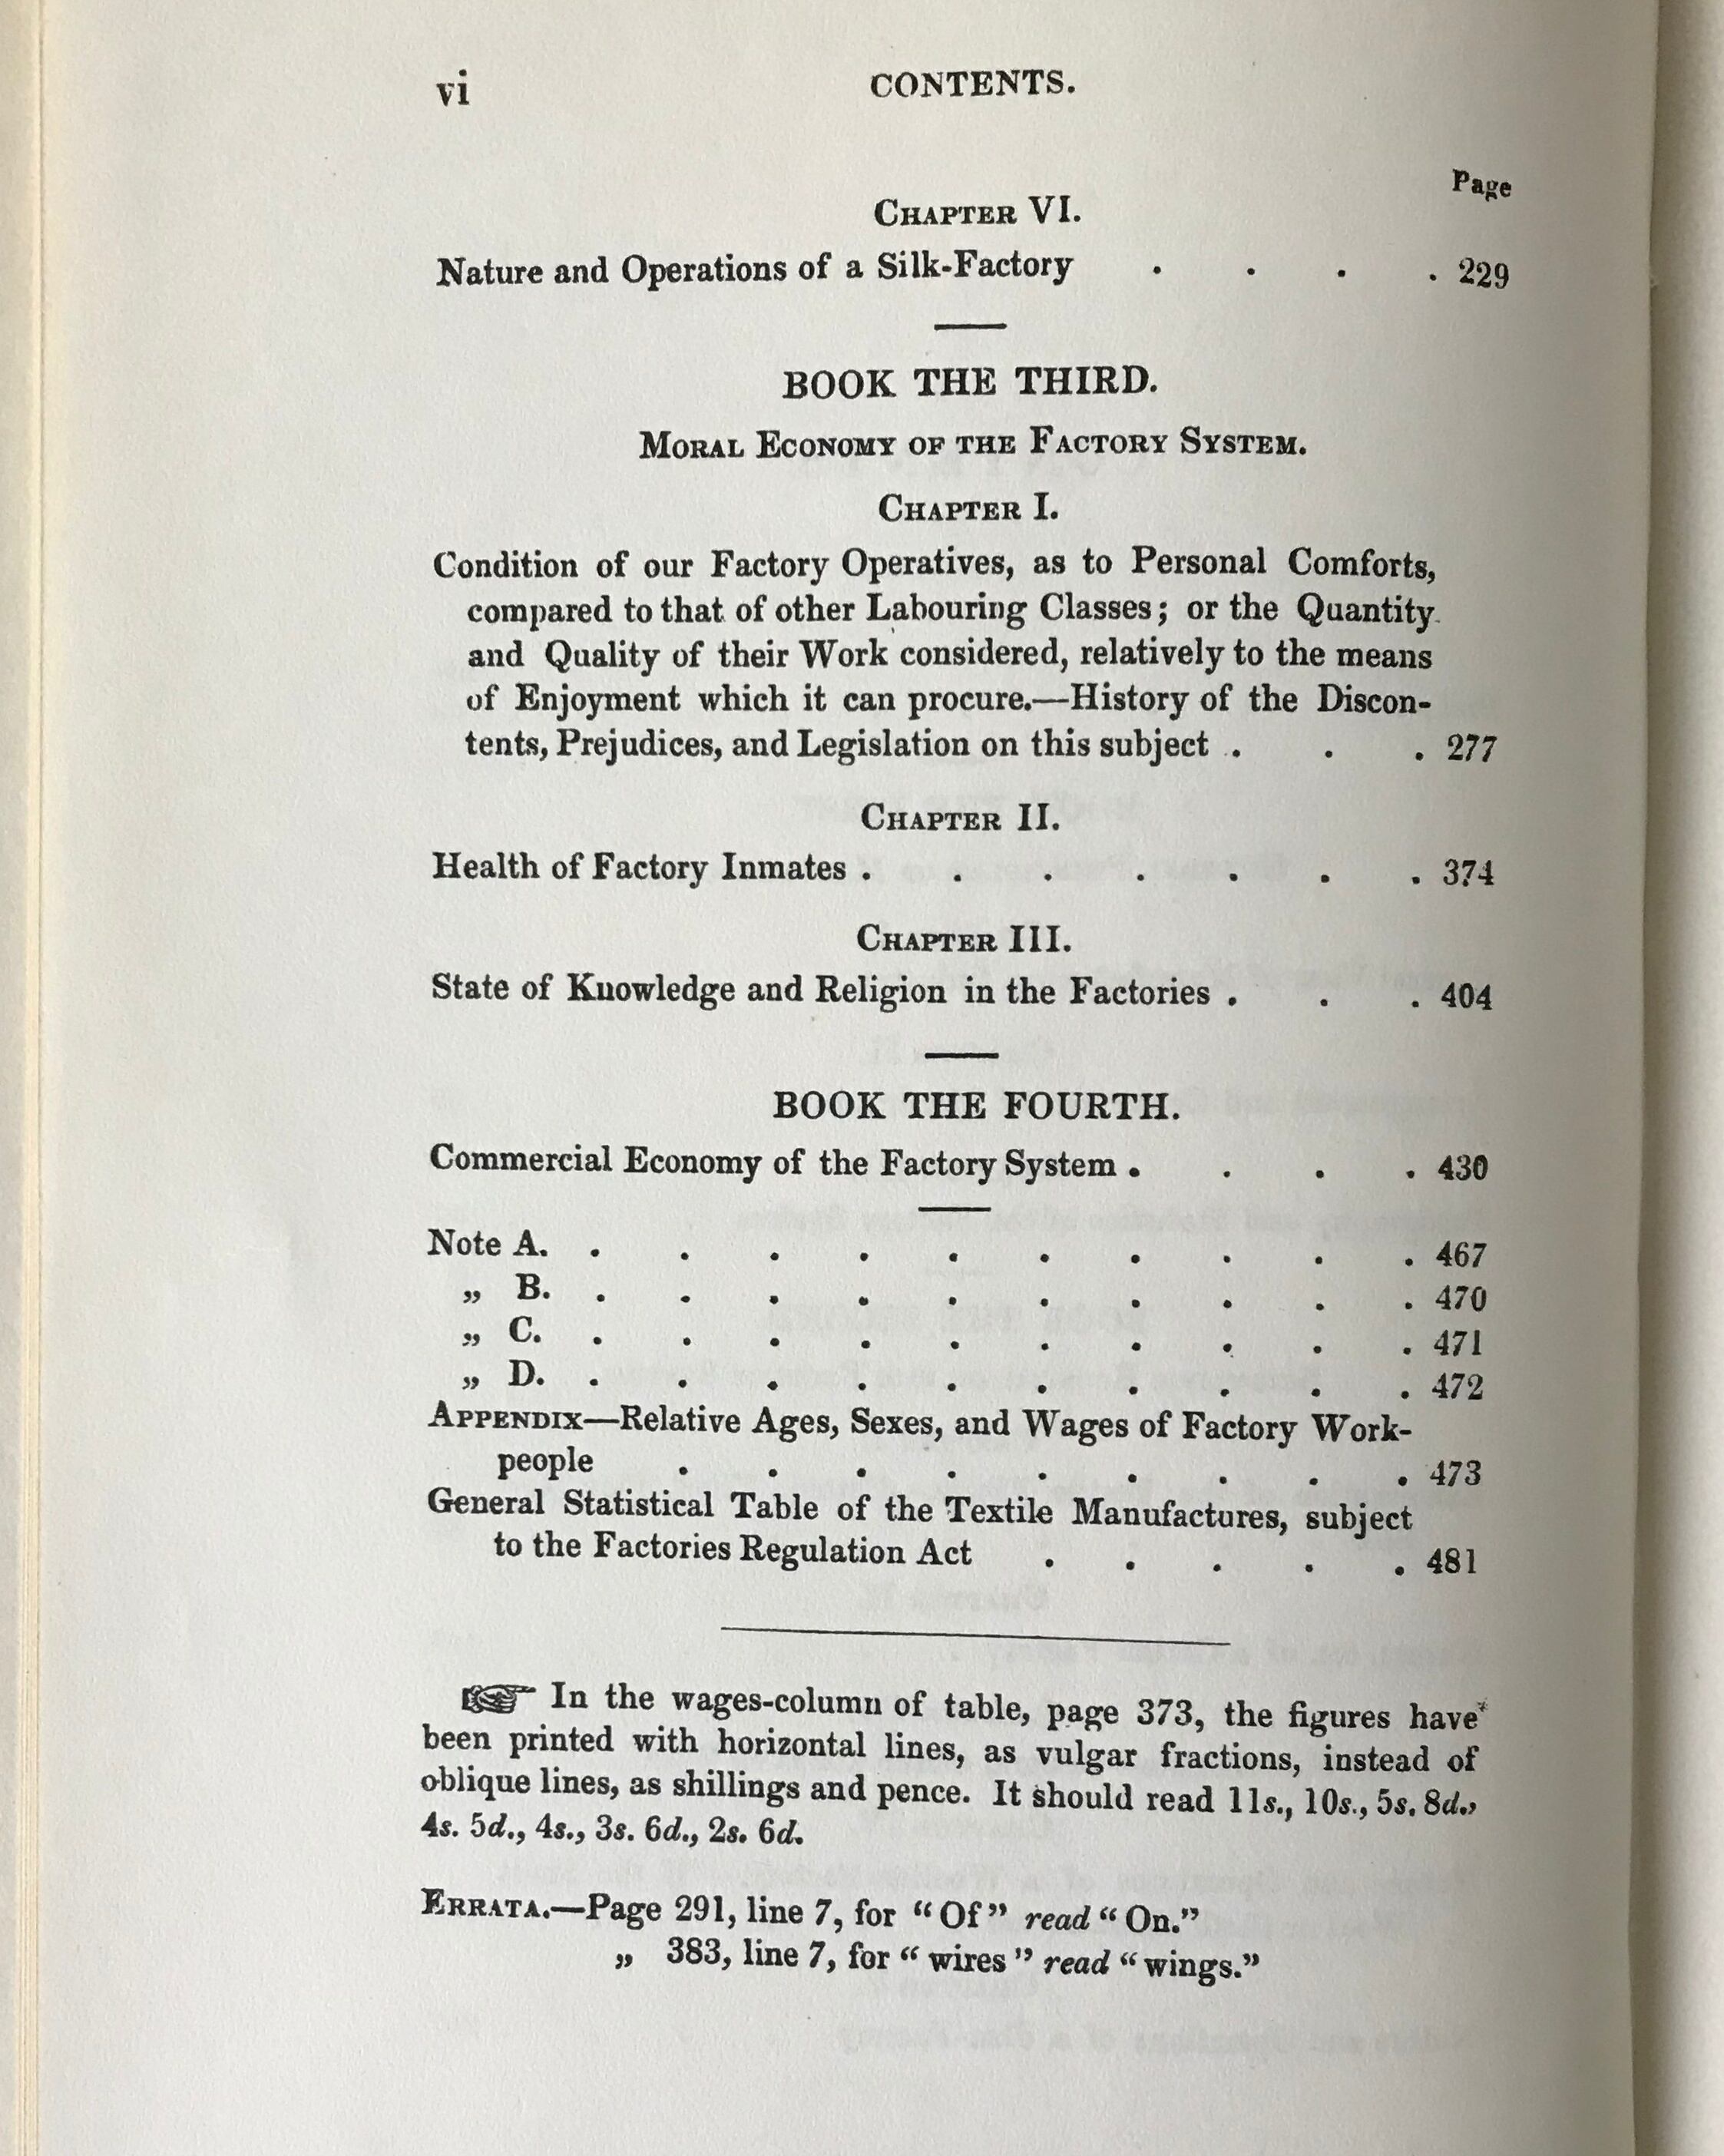 vi CONTENTS.
Page
CHAPTER VI.
Nature and Operations of a Silk-Factory . . . . 229
BOOK THE THIRD.
MORAL ECONOMY OF THE FACTORY SYSTEM.
CHAPTER I.
Condition of our Factory Operatives, as to Personal Comforts,
compared to that of other Labouring Classes; or the Quantity
and Quality of their Work considered, relatively to the means
of Enjoyment which it can procure.—History of the Discon-
tents, Prejudices, and Legislation on this subject . . . 277
CHAPTER II.
Health of Factory Inmates . . . . . . . 374
CHAPTER III.
State of Knowledge and Religion in the Factories . . . 404
BOOK THE FOURTH.
Commercial Economy of the Factory System . . . . 430
Note A. . . . . . . . . . . 467
„ B. . . . . . . . . . . 470
„ C. . . . . . . . . . . 471
„ D. . . . . . . . . . . 472
APPENDIX—Relative Ages, Sexes, and Wages of Factory Work-
people . . . . . . . . . 473
General Statistical Table of the Textile Manufactures, subject
to the Factories Regulation Act . . . . . 481
☞ In the wages-column of table, page 373, the figures have
been printed with horizontal lines, as vulgar fractions, instead of
oblique lines, as shillings and pence. It should read 11s., 10s., 5s. 8d.,
4s. 5d., 4s., 3s. 6d., 2s. 6d.
ERRATA.—Page 291, line 7, for “Of” read “On.”
„ 383, line 7, for “wires” read “wings.”